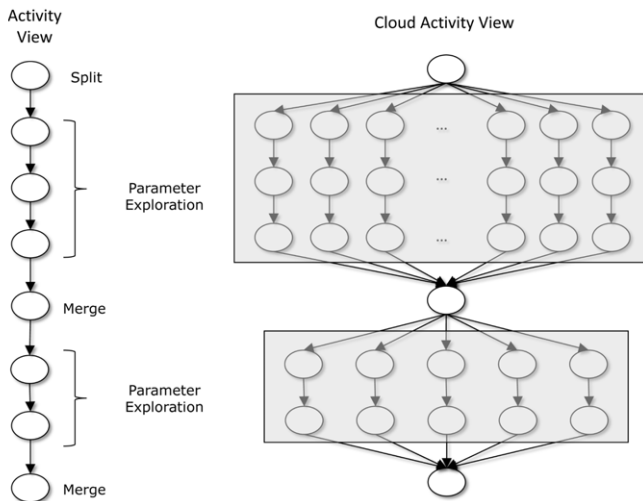 Activity
View
Cloud Activity View
Split
Parameter
Exploration
...
...
...
Merge
Parameter
Exploration
Merge